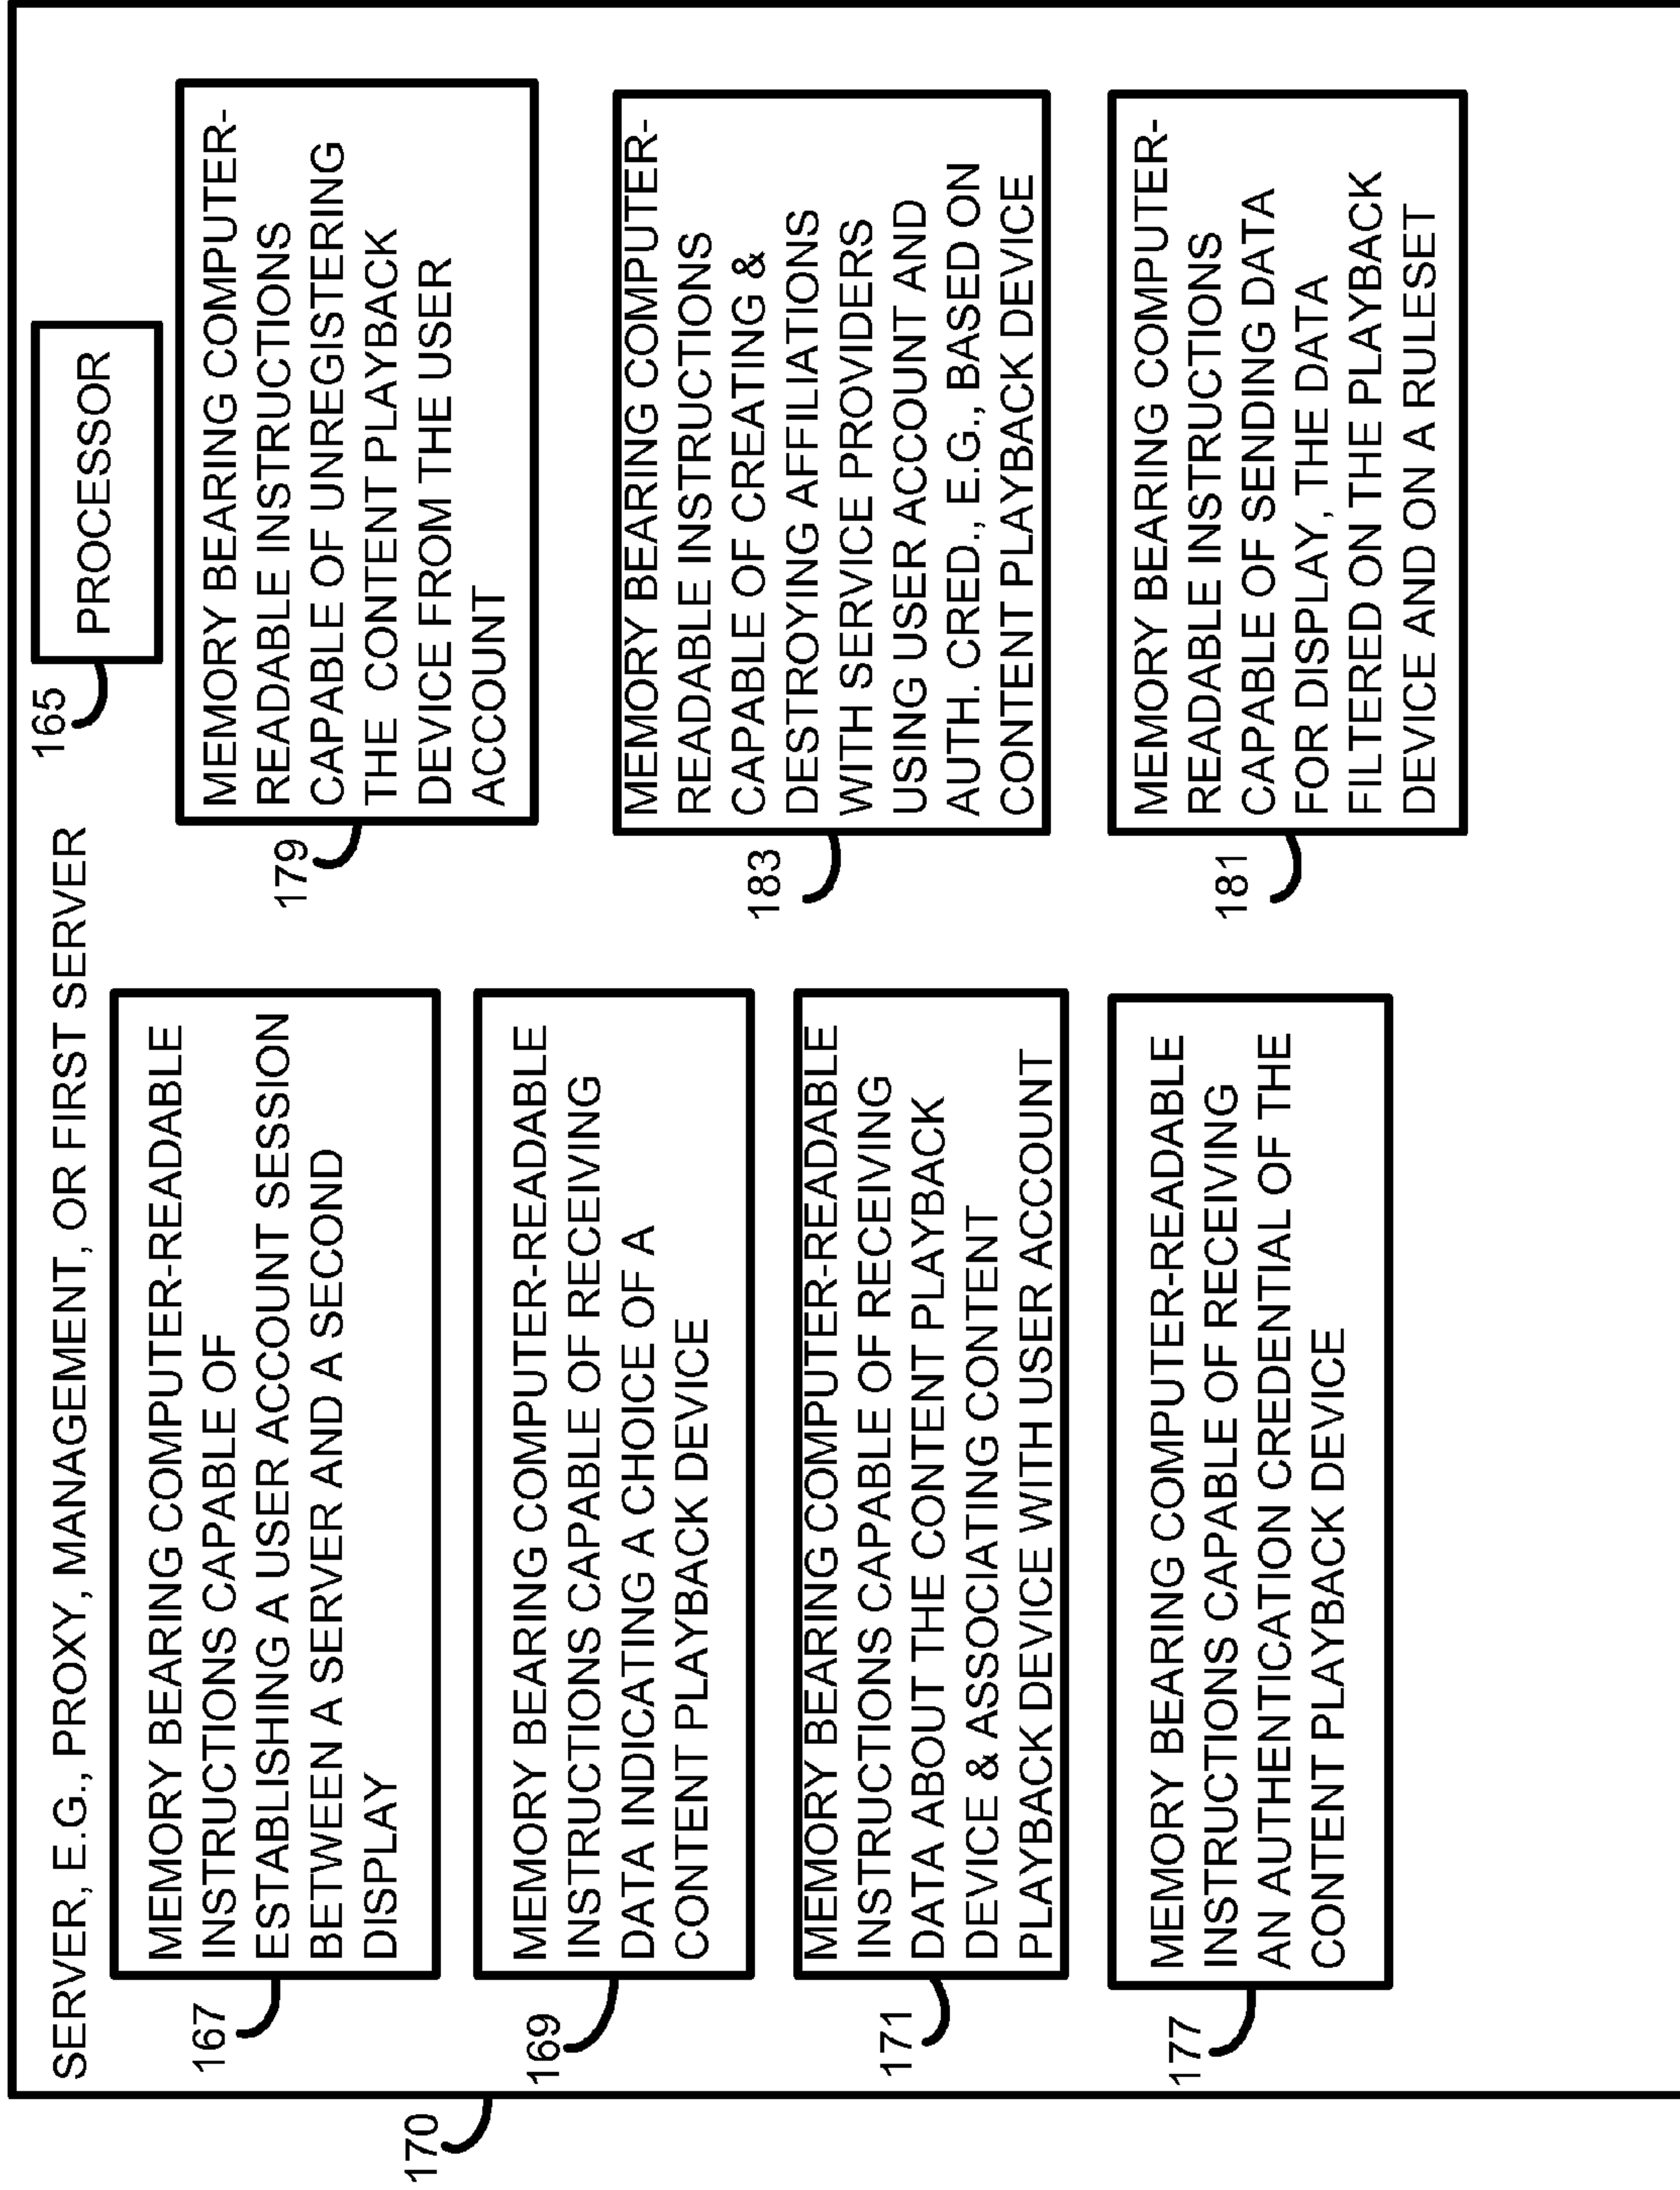 SERVER, E.G., PROXY, MANAGEMENT, OR FIRST SERVER
170
165
PROCESSOR
167
MEMORY BEARING COMPUTER-READABLE
INSTRUCTIONS CAPABLE OF
ESTABLISHING A USER ACCOUNT SESSION
BETWEEN A SERVER AND A SECOND
DISPLAY
169
MEMORY BEARING COMPUTER-READABLE
INSTRUCTIONS CAPABLE OF RECEIVING
DATA INDICATING A CHOICE OF A
CONTENT PLAYBACK DEVICE
171
MEMORY BEARING COMPUTER-READABLE
INSTRUCTIONS CAPABLE OF RECEIVING
DATA ABOUT THE CONTENT PLAYBACK
DEVICE & ASSOCIATING CONTENT
PLAYBACK DEVICE WITH USER ACCOUNT
177
MEMORY BEARING COMPUTER-READABLE
INSTRUCTIONS CAPABLE OF RECEIVING
AN AUTHENTICATION CREDENTIAL OF THE
CONTENT PLAYBACK DEVICE
179
MEMORY BEARING COMPUTER-
READABLE INSTRUCTIONS
CAPABLE OF UNREGISTERING
THE CONTENT PLAYBACK
DEVICE FROM THE USER
ACCOUNT
183
MEMORY BEARING COMPUTER-
READABLE INSTRUCTIONS
CAPABLE OF CREATING &
DESTROYING AFFILIATIONS
WITH SERVICE PROVIDERS
USING USER ACCOUNT AND
AUTH. CRED., E.G., BASED ON
CONTENT PLAYBACK DEVICE
181
MEMORY BEARING COMPUTER-
READABLE INSTRUCTIONS
CAPABLE OF SENDING DATA
FOR DISPLAY, THE DATA
FILTERED ON THE PLAYBACK
DEVICE AND ON A RULESET